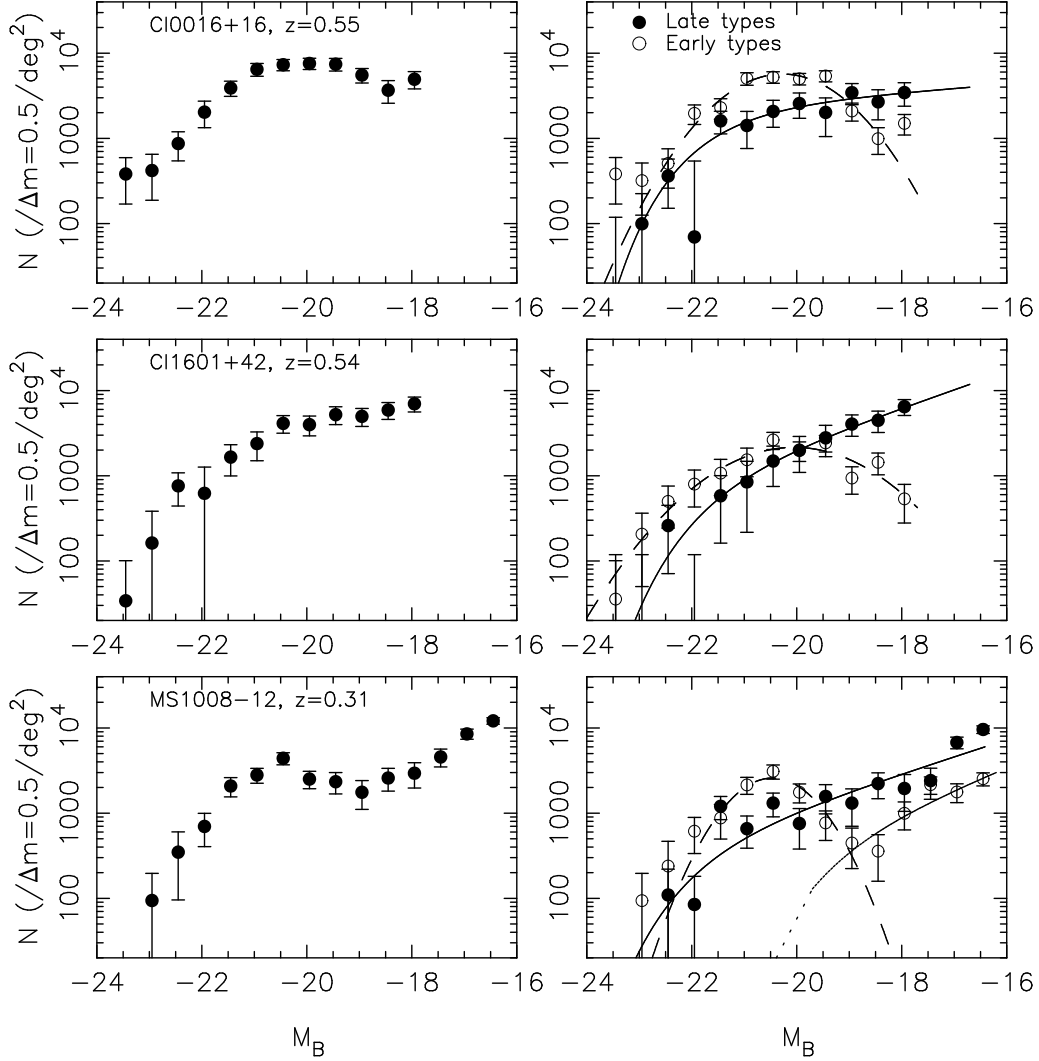 Cl0016+16, z=0.55
N (/Δm=0.5/deg²)
100 1000 10⁴
−24 −22 −20 −18 −16
Late types
Early types
100 1000 10⁴
−24 −22 −20 −18 −16
Cl1601+42, z=0.54
N (/Δm=0.5/deg²)
100 1000 10⁴
−24 −22 −20 −18 −16
100 1000 10⁴
−24 −22 −20 −18 −16
MS1008−12, z=0.31
N (/Δm=0.5/deg²)
100 1000 10⁴
−24 −22 −20 −18 −16
100 1000 10⁴
−24 −22 −20 −18 −16
M_B
M_B